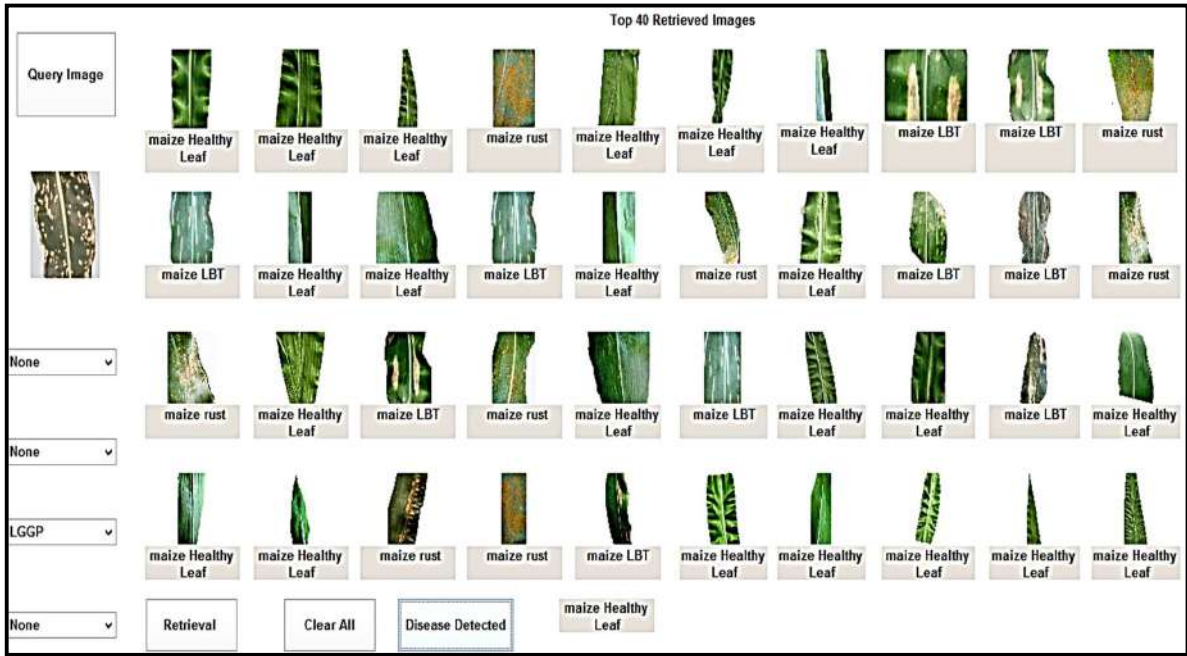 Top 40 Retrieved Images
Query Image
maize Healthy
Leaf
maize Healthy
Leaf
maize Healthy
Leaf
maize rust
maize Healthy
Leaf
maize Healthy
Leaf
maize Healthy
Leaf
maize LBT
maize LBT
maize rust
maize LBT
maize Healthy
Leaf
maize Healthy
Leaf
maize LBT
maize Healthy
Leaf
maize rust
maize Healthy
Leaf
maize LBT
maize LBT
maize rust
None
maize rust
maize Healthy
Leaf
maize LBT
maize rust
maize Healthy
Leaf
maize LBT
maize Healthy
Leaf
maize Healthy
Leaf
maize LBT
maize Healthy
Leaf
None
LGGP
maize Healthy
Leaf
maize Healthy
Leaf
maize rust
maize rust
maize LBT
maize Healthy
Leaf
maize Healthy
Leaf
maize Healthy
Leaf
maize Healthy
Leaf
maize Healthy
Leaf
None
Retrieval
Clear All
Disease Detected
maize Healthy
Leaf